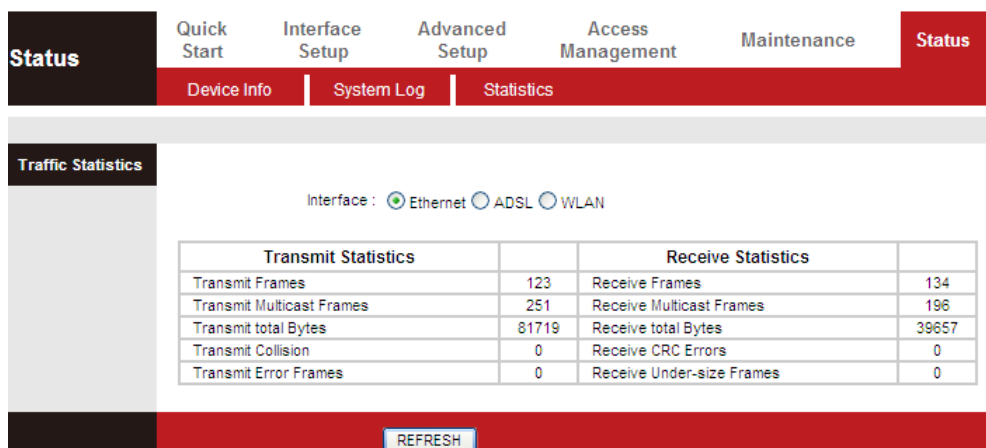 Status
Quick Start
Interface Setup
Advanced Setup
Access Management
Maintenance
Status
Device Info
System Log
Statistics
Traffic Statistics
Interface : Ethernet ADSL WLAN
Transmit Statistics Receive Statistics
Transmit Frames 123 Receive Frames 134
Transmit Multicast Frames 251 Receive Multicast Frames 196
Transmit total Bytes 81719 Receive total Bytes 39657
Transmit Collision 0 Receive CRC Errors 0
Transmit Error Frames 0 Receive Under-size Frames 0
REFRESH